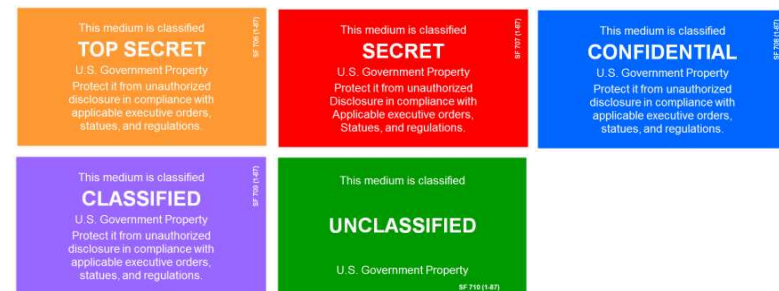 This medium is classified
TOP SECRET
U.S. Government Property
Protect it from unauthorized
disclosure in compliance with
applicable executive orders,
statues, and regulations.
SF 706 (1-87)
This medium is classified
SECRET
U.S. Government Property
Protect it from unauthorized
Disclosure in compliance with
Applicable executive orders,
Statues, and regulations.
SF 707 (1-87)
This medium is classified
CONFIDENTIAL
U.S. Government Property
Protect it from unauthorized
disclosure in compliance with
applicable executive orders,
statues, and regulations.
SF 708 (1-87)
This medium is classified
CLASSIFIED
U.S. Government Property
Protect it from unauthorized
disclosure in compliance with
applicable executive orders,
statues, and regulations.
SF 709 (1-87)
This medium is classified
UNCLASSIFIED
U.S. Government Property
SF 710 (1-87)